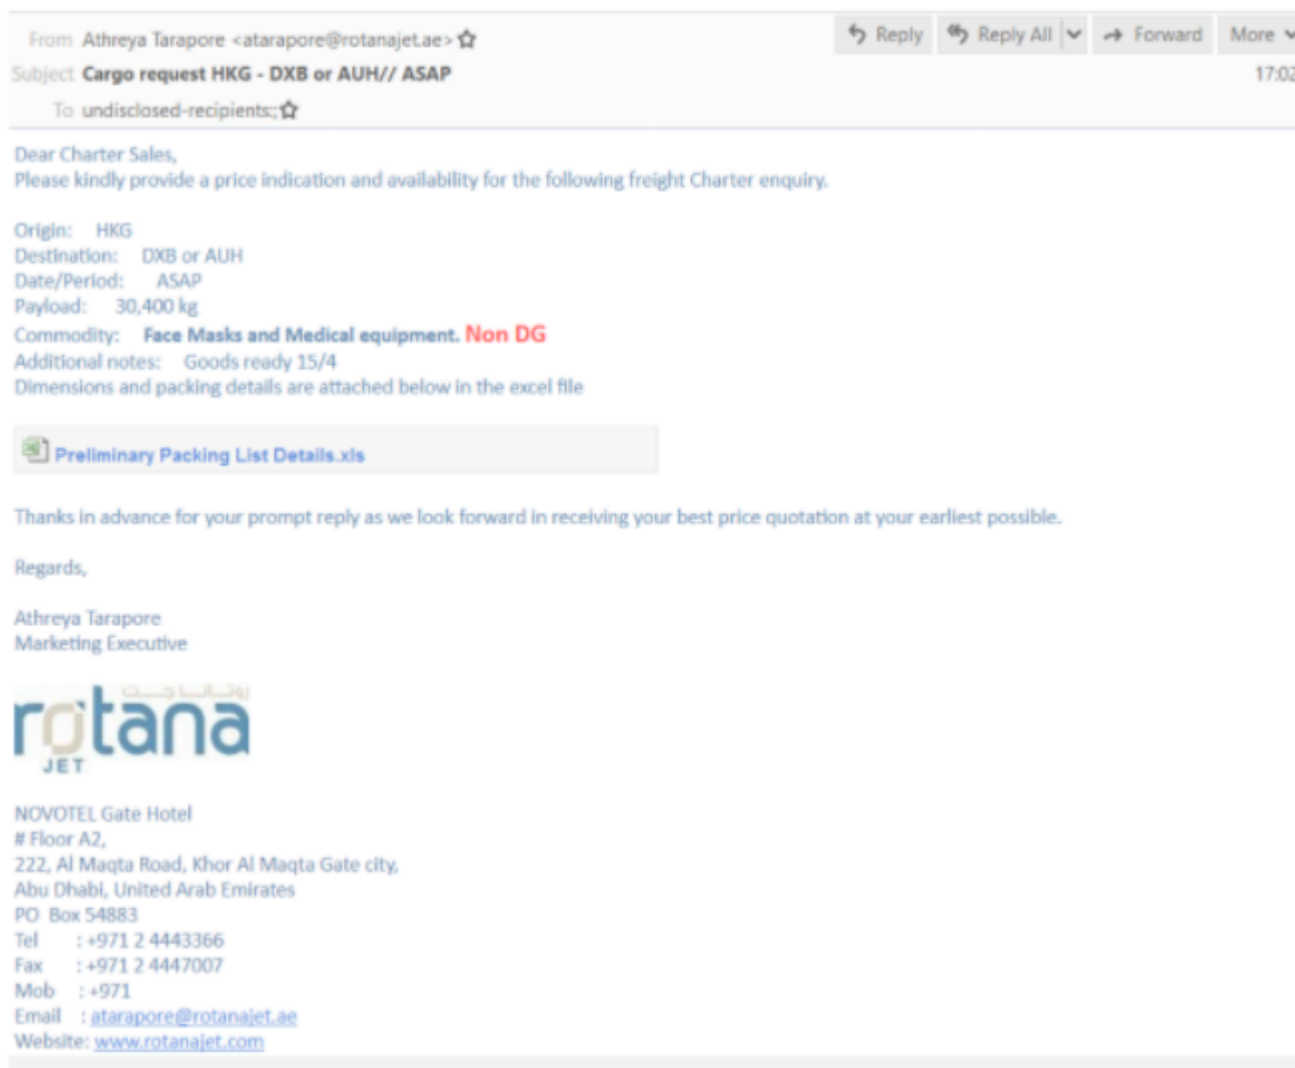 From Athreya Tarapore <atarapore@rotanajet.ae>
Reply Reply All Forward More
Subject Cargo request HKG - DXB or AUH// ASAP
17:02
To undisclosed-recipients:;
Dear Charter Sales,
Please kindly provide a price indication and availability for the following freight Charter enquiry.
Origin: HKG
Destination: DXB or AUH
Date/Period: ASAP
Payload: 30,400 kg
Commodity: Face Masks and Medical equipment. Non DG
Additional notes: Goods ready 15/4
Dimensions and packing details are attached below in the excel file
Preliminary Packing List Details.xls
Thanks in advance for your prompt reply as we look forward in receiving your best price quotation at your earliest possible.
Regards,
Athreya Tarapore
Marketing Executive
روتانا جت
rotana
JET
NOVOTEL Gate Hotel
# Floor A2,
222, Al Maqta Road, Khor Al Maqta Gate city,
Abu Dhabi, United Arab Emirates
PO Box 54883
Tel : +971 2 4443366
Fax : +971 2 4447007
Mob : +971
Email : atarapore@rotanajet.ae
Website: www.rotanajet.com